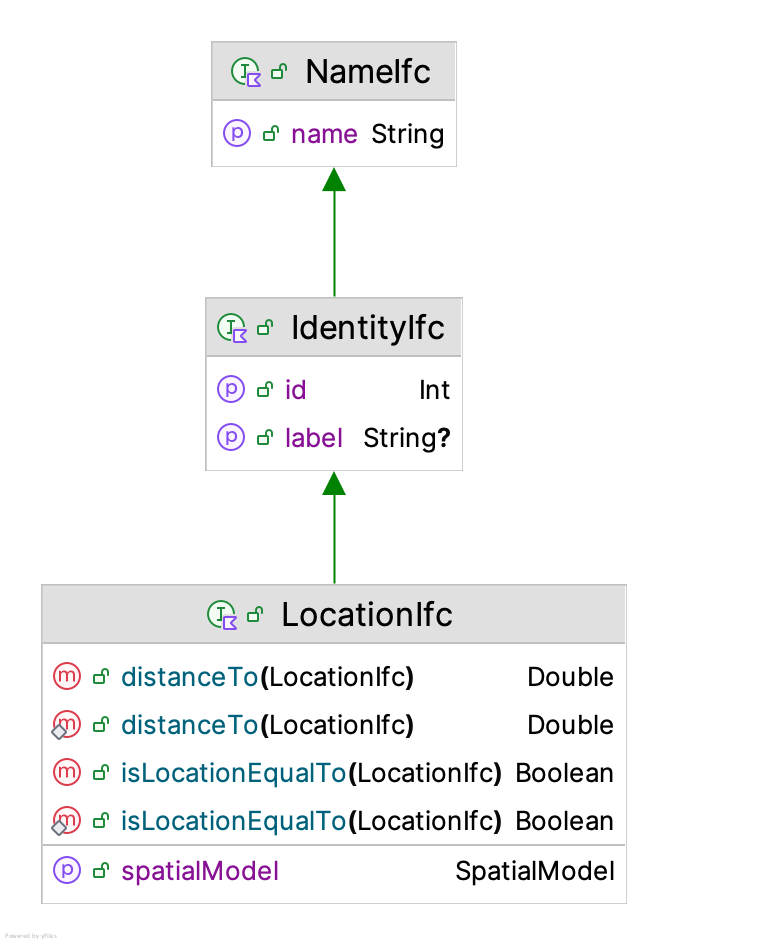 NameIfc
name String
IdentityIfc
id Int
label String?
LocationIfc
distanceTo(LocationIfc) Double
distanceTo(LocationIfc) Double
isLocationEqualTo(LocationIfc) Boolean
isLocationEqualTo(LocationIfc) Boolean
spatialModel SpatialModel
Powered by yFiles